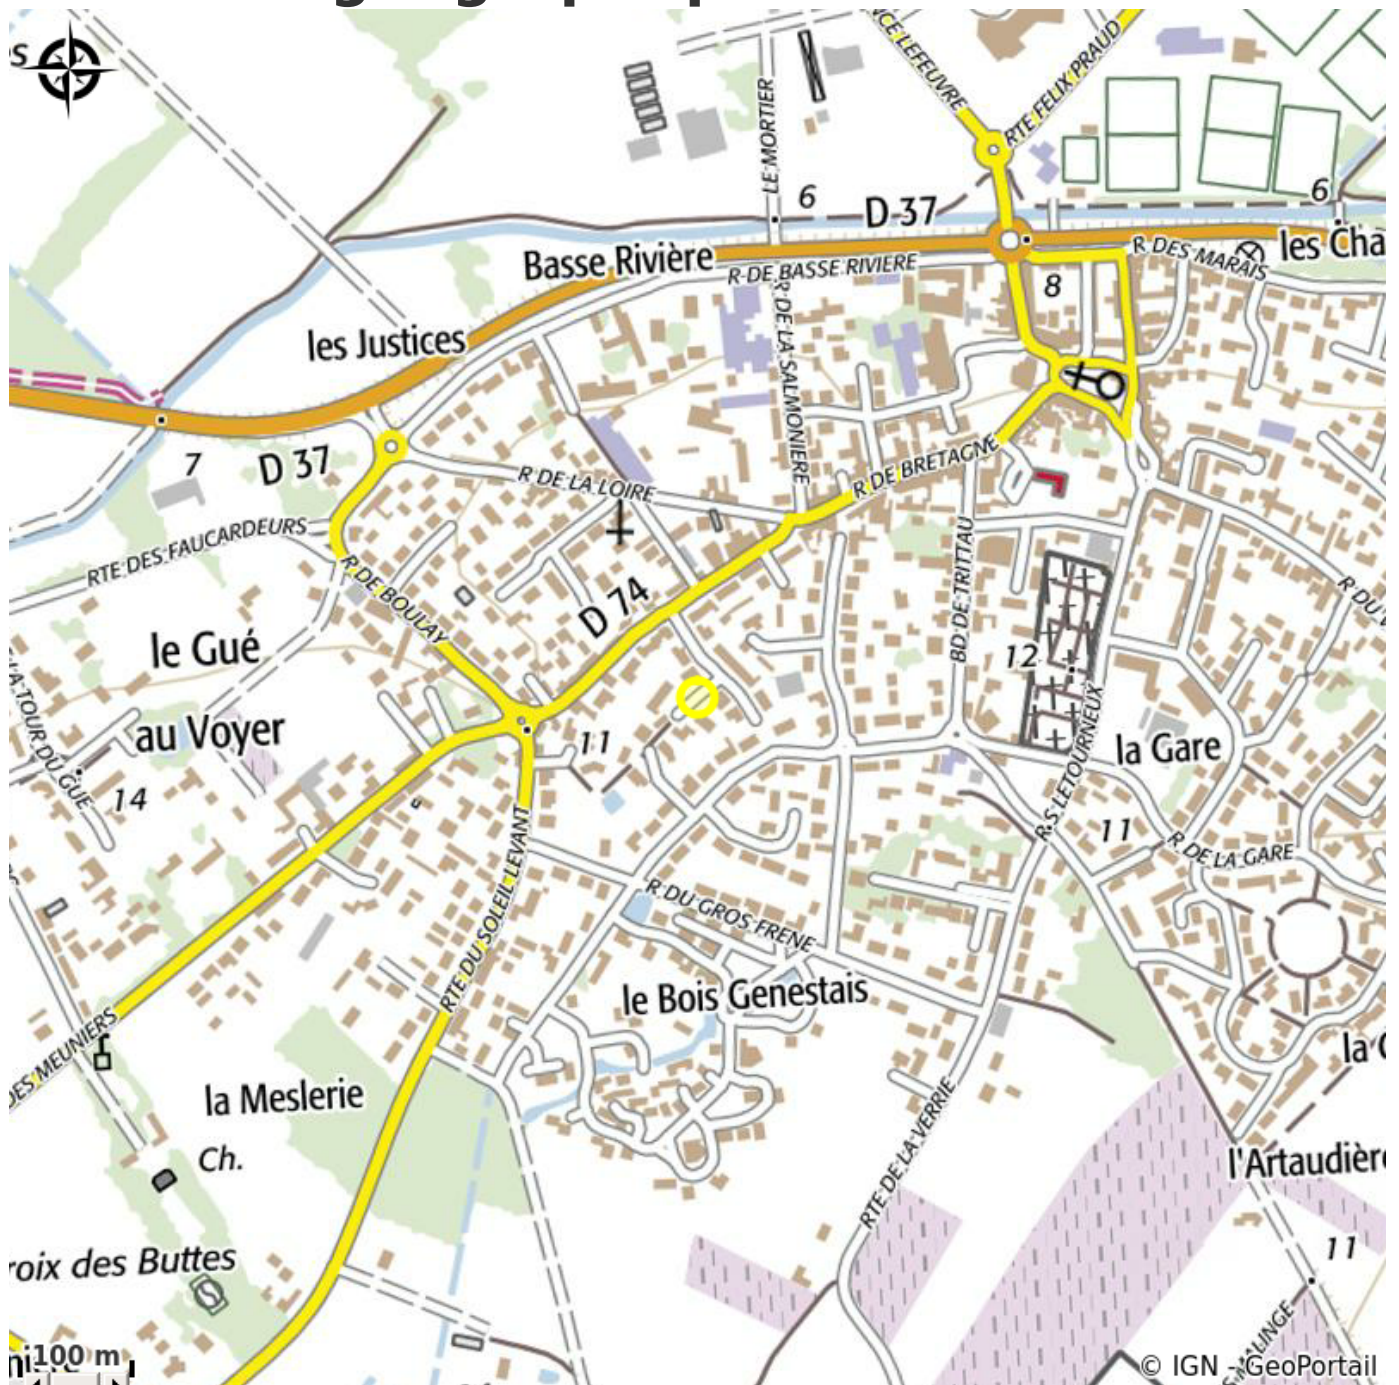 NCE LEFEUVRE
RTE FELIX PRAUD
LE MORTIER
6
D 37
6
Basse Rivière
R DE BASSE RIVIERE
R DES MARAIS
les Cha
8
les Justices
R DE LA SALMONIERE
7
D 37
R DE LA LOIRE
R DE BRETAGNE
RTE DES FAUCARDEURS
R DE BOULAY
D 74
BD DE TRITTAU
le Gué
au Voyer
12
11
la Gare
14
R S LETOURNEUX
11
R DE LA GARE
RTE DU SOLEIL LEVANT
R DU GROS FRENE
le Bois Genestais
DES MEUNIERS
la Meslerie
Ch.
RTE DE LA VERRIE
l'Artaudière
11
roix des Buttes
100 m
© IGN - GeoPortail